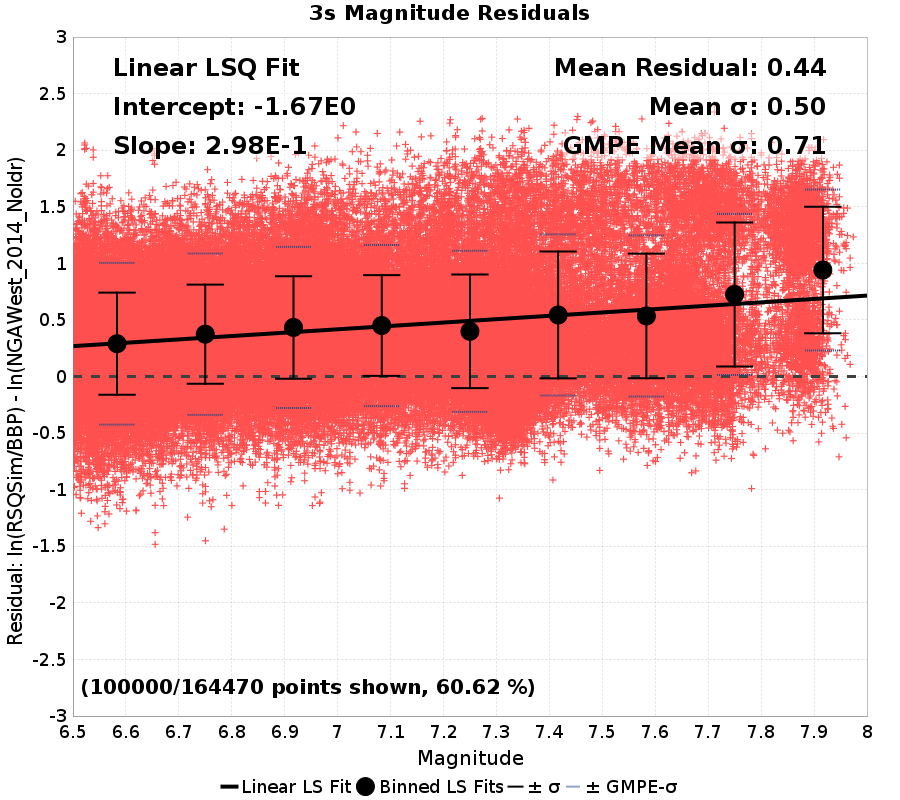 3s Magnitude Residuals
Linear LSQ Fit
Intercept: -1.67E0
Slope: 2.98E-1
Mean Residual: 0.44
Mean σ: 0.50
GMPE Mean σ: 0.71
Residual: ln(RSQSim/BBP) - ln(NGAWest_2014_NoIdr)
3
2.5
2
1.5
1
0.5
0
-0.5
-1
-1.5
-2
-2.5
-3
(100000/164470 points shown, 60.62 %)
6.5 6.6 6.7 6.8 6.9 7 7.1 7.2 7.3 7.4 7.5 7.6 7.7 7.8 7.9 8
Magnitude
Linear LS Fit Binned LS Fits ± σ ± GMPE-σ